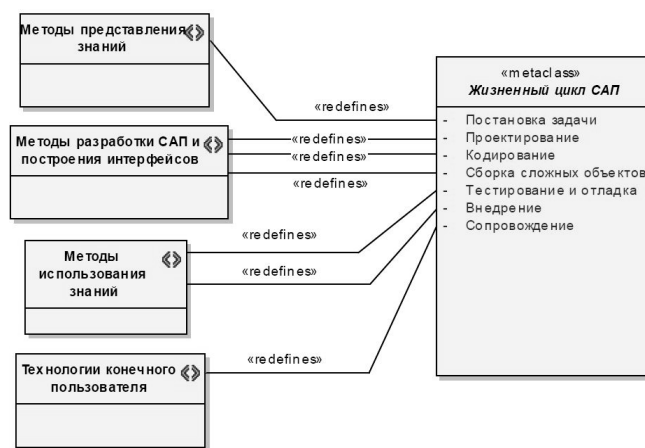 Методы представления
знаний
«redefines»
Методы разработки САП и
построения интерфейсов
«redefines»
«redefines»
«redefines»
Методы
использования
знаний
«redefines»
«redefines»
Технологии конечного
пользователя
«redefines»
«metaclass»
Жизненный цикл САП
- Постановка задачи
- Проектирование
- Кодирование
- Сборка сложных объектов
- Тестирование и отладка
- Внедрение
- Сопровождение